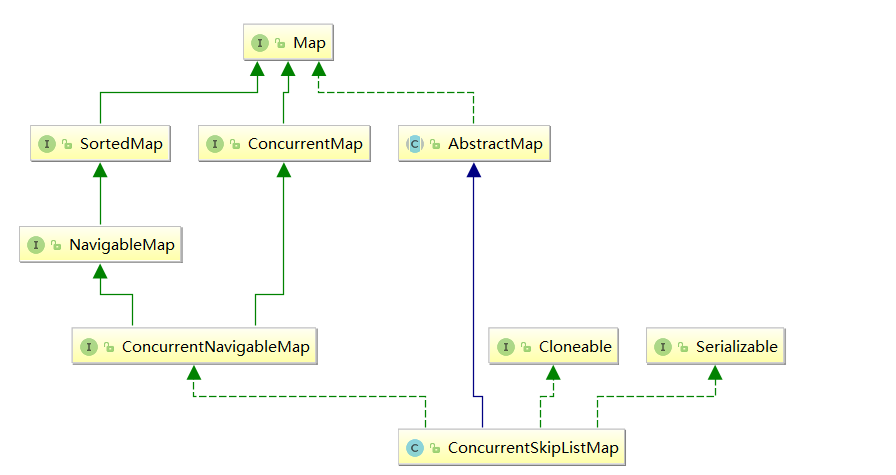 I Map
I SortedMap
I ConcurrentMap
C AbstractMap
I NavigableMap
I ConcurrentNavigableMap
I Cloneable
I Serializable
C ConcurrentSkipListMap